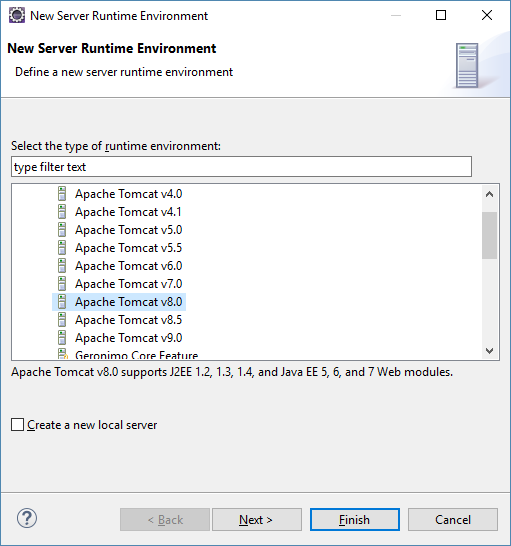 New Server Runtime Environment
New Server Runtime Environment
Define a new server runtime environment
Select the type of runtime environment:
type filter text
Apache Tomcat v4.0
Apache Tomcat v4.1
Apache Tomcat v5.0
Apache Tomcat v5.5
Apache Tomcat v6.0
Apache Tomcat v7.0
Apache Tomcat v8.0
Apache Tomcat v8.5
Apache Tomcat v9.0
Geronimo Core Feature
Apache Tomcat v8.0 supports J2EE 1.2, 1.3, 1.4, and Java EE 5, 6, and 7 Web modules.
Create a new local server
? < Back Next > Finish Cancel